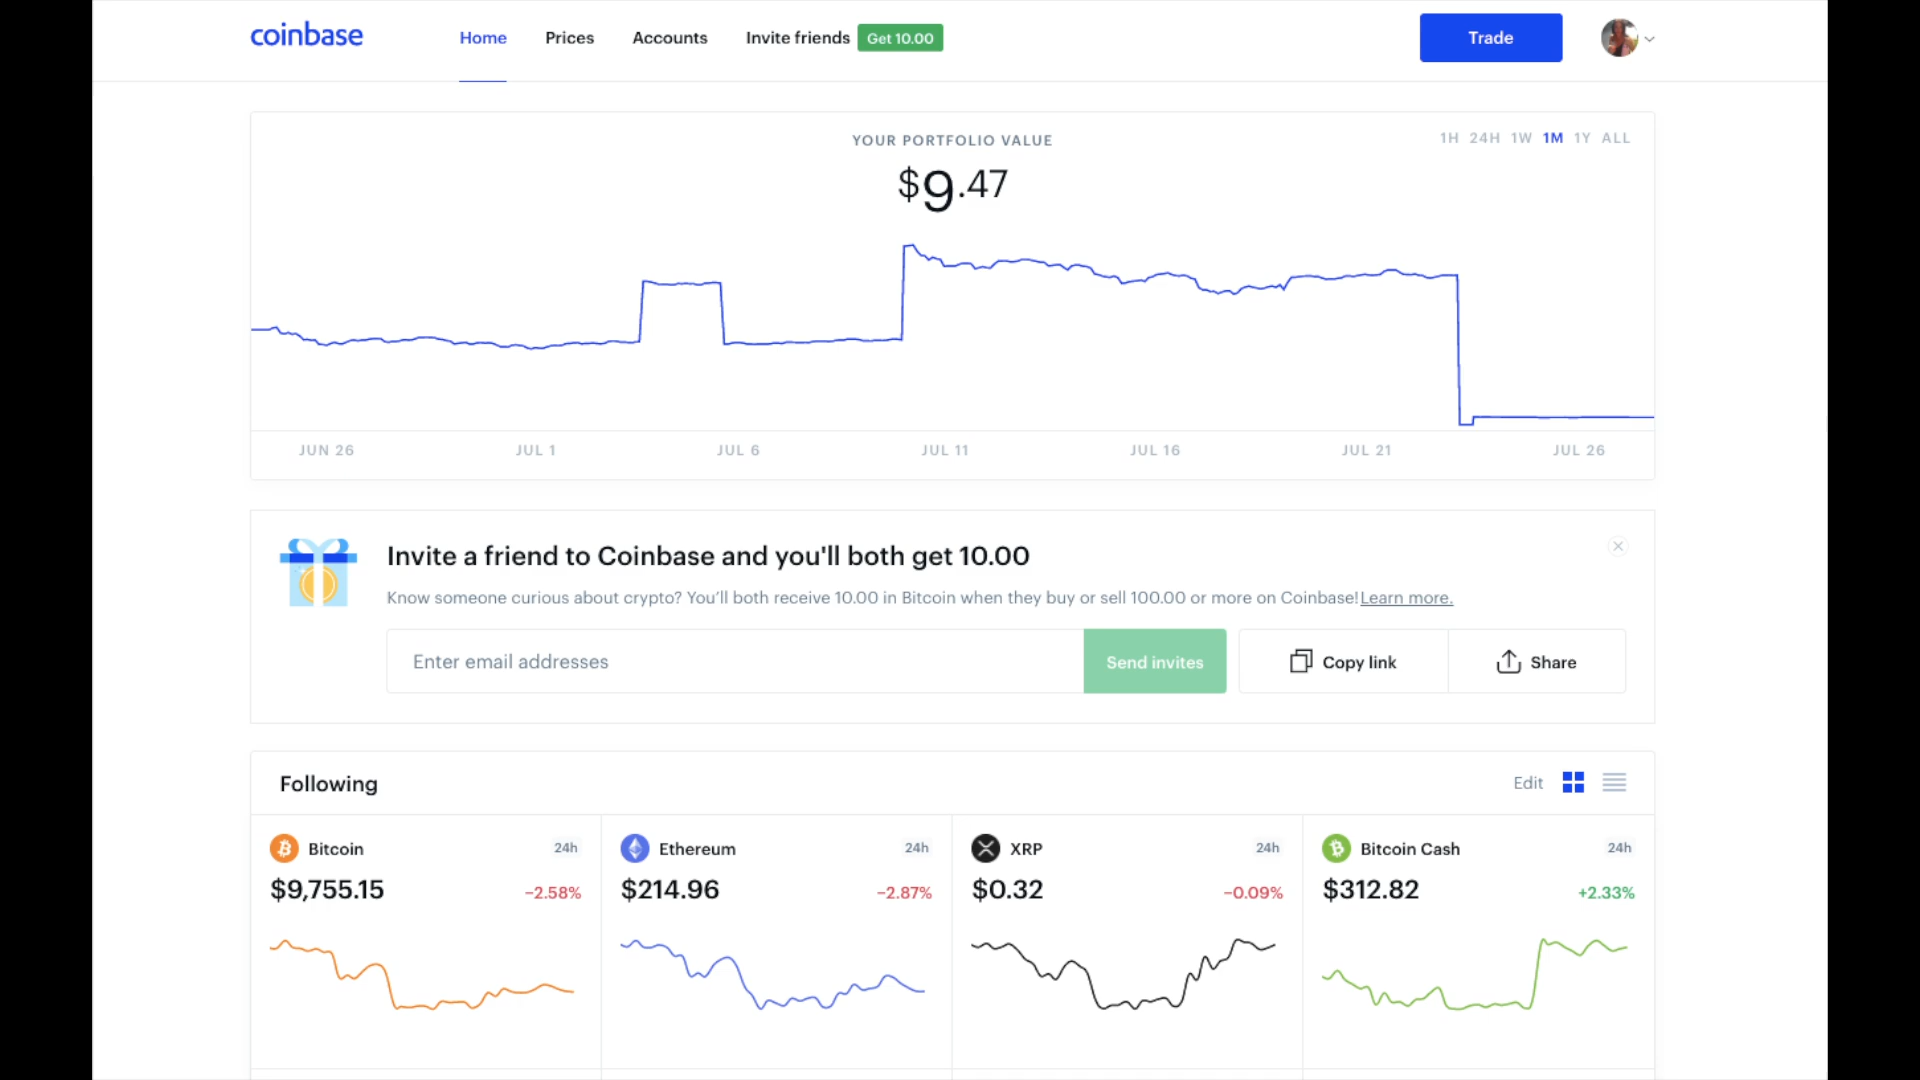 coinbase
Home Prices Accounts Invite friends Get 10.00 Trade
YOUR PORTFOLIO VALUE
1H 24H 1W 1M 1Y ALL
$9.47
JUN 26 JUL 1 JUL 6 JUL 11 JUL 16 JUL 21 JUL 26
Invite a friend to Coinbase and you'll both get 10.00
Know someone curious about crypto? You’ll both receive 10.00 in Bitcoin when they buy or sell 100.00 or more on Coinbase! Learn more.
Enter email addresses Send invites Copy link Share
Following Edit
Bitcoin 24h
$9,755.15 -2.58%
Ethereum 24h
$214.96 -2.87%
XRP 24h
$0.32 -0.09%
Bitcoin Cash 24h
$312.82 +2.33%